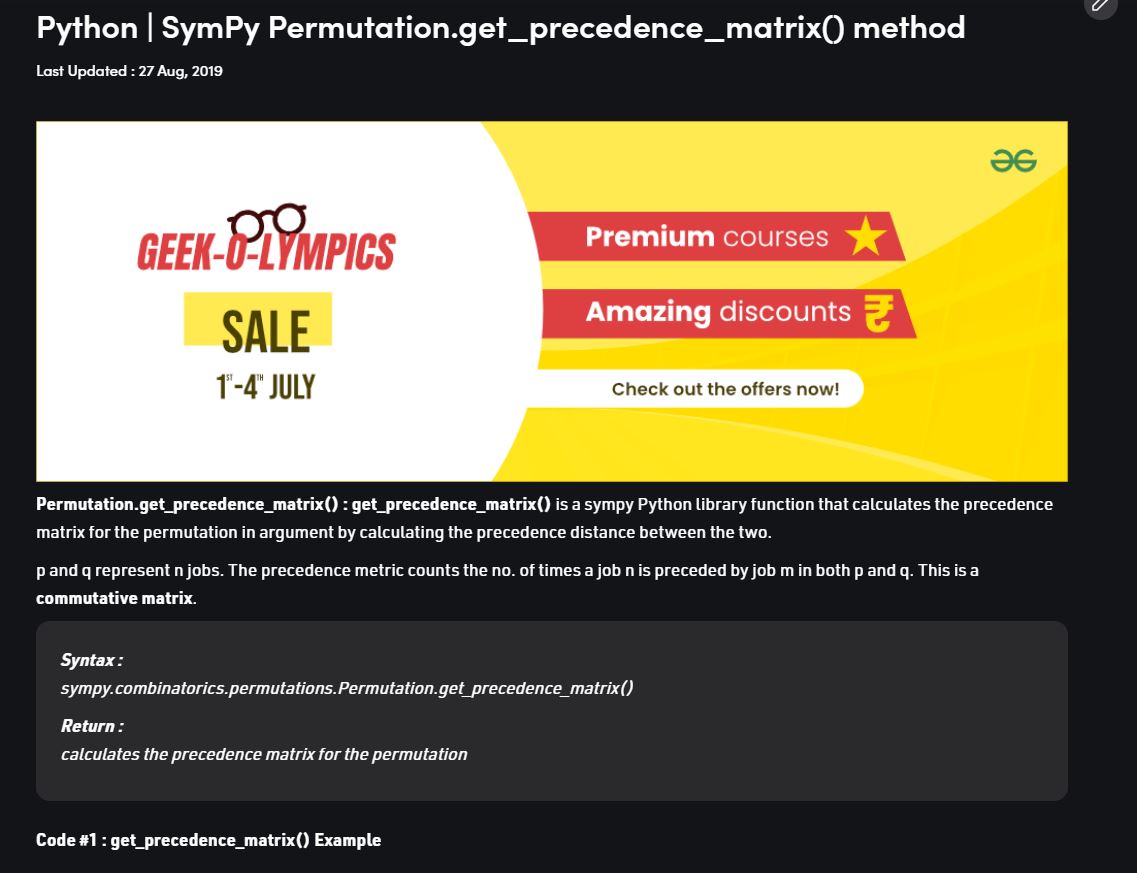 Python | SymPy Permutation.get_precedence_matrix() method
Last Updated : 27 Aug, 2019
GEEK-O-LYMPICS
SALE
1ST-4TH JULY
Premium courses
Amazing discounts ₹
Check out the offers now!
Permutation.get_precedence_matrix() : get_precedence_matrix() is a sympy Python library function that calculates the precedence
matrix for the permutation in argument by calculating the precedence distance between the two.
p and q represent n jobs. The precedence metric counts the no. of times a job n is preceded by job m in both p and q. This is a
commutative matrix.
Syntax :
sympy.combinatorics.permutations.Permutation.get_precedence_matrix()
Return :
calculates the precedence matrix for the permutation
Code #1 : get_precedence_matrix() Example